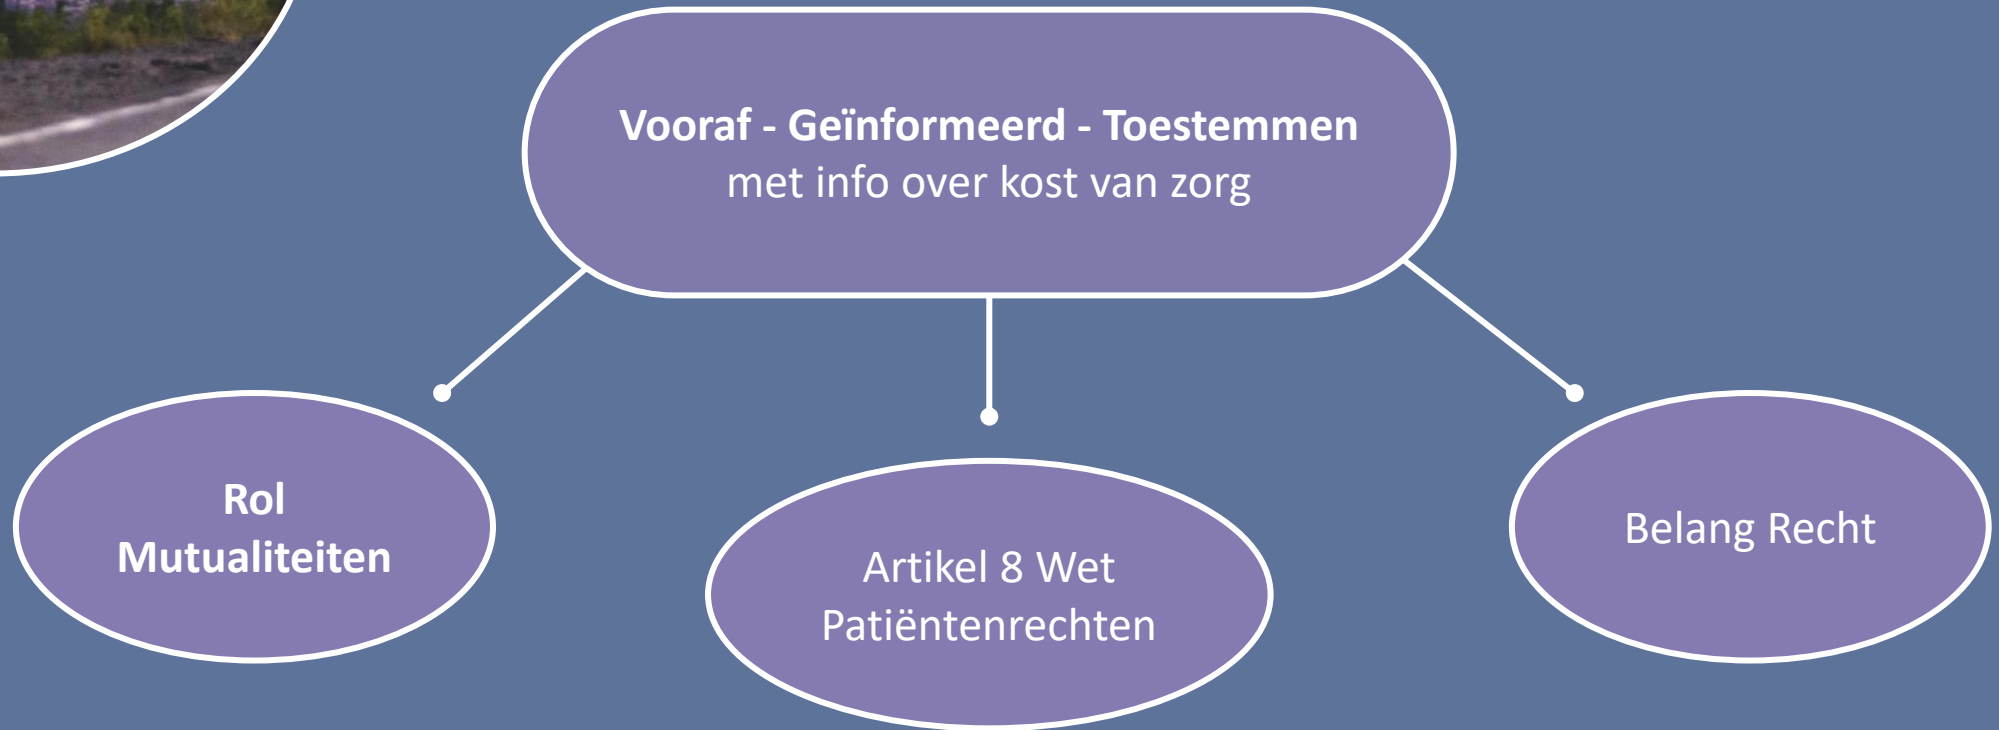 Vooraf - Geïnformeerd - Toestemmen
met info over kost van zorg
Rol
Mutualiteiten
Artikel 8 Wet
Patiëntenrechten
Belang Recht